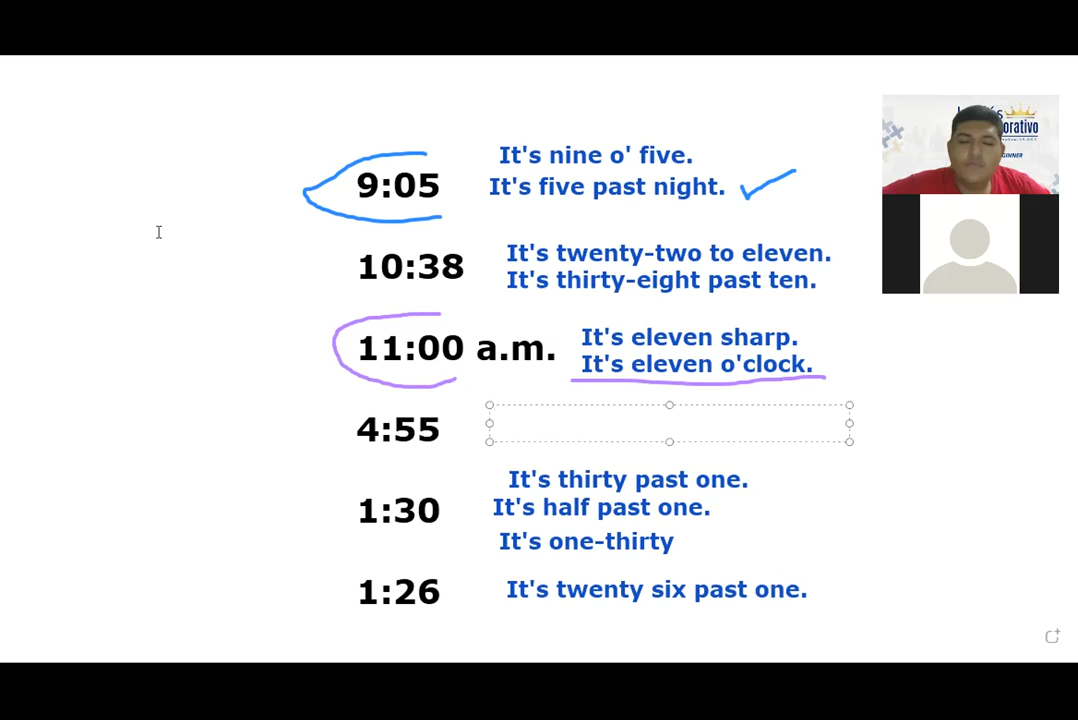 9:05
It's nine o' five.
It's five past night.
10:38
It's twenty-two to eleven.
It's thirty-eight past ten.
11:00 a.m.
It's eleven sharp.
It's eleven o'clock.
4:55
1:30
It's thirty past one.
It's half past one.
It's one-thirty
1:26
It's twenty six past one.